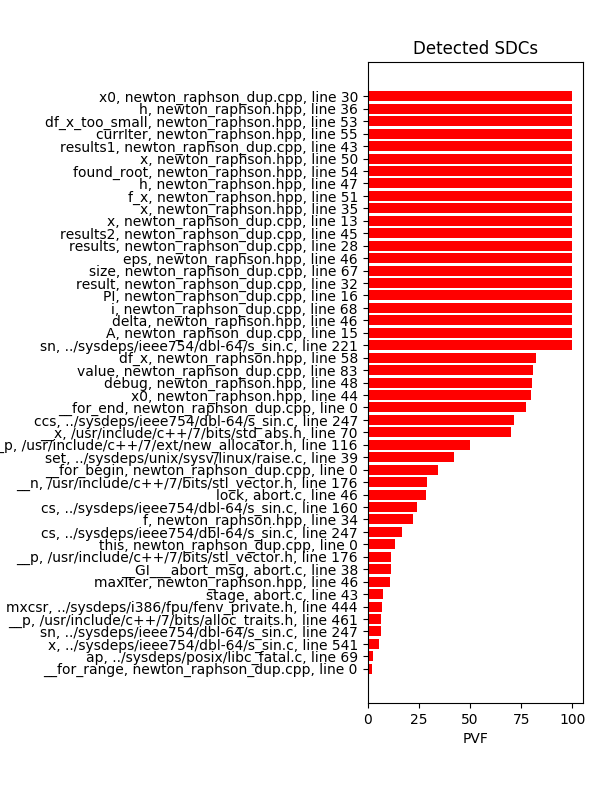 Detected SDCs
x0, newton_raphson_dup.cpp, line 30
h, newton_raphson.hpp, line 36
df_x_too_small, newton_raphson.hpp, line 53
currIter, newton_raphson.hpp, line 55
results1, newton_raphson_dup.cpp, line 43
x, newton_raphson.hpp, line 50
found_root, newton_raphson.hpp, line 54
h, newton_raphson.hpp, line 47
f_x, newton_raphson.hpp, line 51
x, newton_raphson.hpp, line 35
x, newton_raphson_dup.cpp, line 13
results2, newton_raphson_dup.cpp, line 45
results, newton_raphson_dup.cpp, line 28
eps, newton_raphson.hpp, line 46
size, newton_raphson_dup.cpp, line 67
result, newton_raphson_dup.cpp, line 32
PI, newton_raphson_dup.cpp, line 16
i, newton_raphson_dup.cpp, line 68
delta, newton_raphson.hpp, line 46
A, newton_raphson_dup.cpp, line 15
sn, ../sysdeps/ieee754/dbl-64/s_sin.c, line 221
df_x, newton_raphson.hpp, line 58
value, newton_raphson_dup.cpp, line 83
debug, newton_raphson.hpp, line 48
x0, newton_raphson.hpp, line 44
__for_end, newton_raphson_dup.cpp, line 0
ccs, ../sysdeps/ieee754/dbl-64/s_sin.c, line 247
__x, /usr/include/c++/7/bits/std_abs.h, line 70
_p, /usr/include/c++/7/ext/new_allocator.h, line 116
set, ../sysdeps/unix/sysv/linux/raise.c, line 39
__for_begin, newton_raphson_dup.cpp, line 0
__n, /usr/include/c++/7/bits/stl_vector.h, line 176
lock, abort.c, line 46
cs, ../sysdeps/ieee754/dbl-64/s_sin.c, line 160
f, newton_raphson.hpp, line 34
cs, ../sysdeps/ieee754/dbl-64/s_sin.c, line 247
this, newton_raphson_dup.cpp, line 0
__p, /usr/include/c++/7/bits/stl_vector.h, line 176
__GI___abort_msg, abort.c, line 38
maxIter, newton_raphson.hpp, line 46
stage, abort.c, line 43
mxcsr, ../sysdeps/i386/fpu/fenv_private.h, line 444
__p, /usr/include/c++/7/bits/alloc_traits.h, line 461
sn, ../sysdeps/ieee754/dbl-64/s_sin.c, line 247
x, ../sysdeps/ieee754/dbl-64/s_sin.c, line 541
ap, ../sysdeps/posix/libc_fatal.c, line 69
__for_range, newton_raphson_dup.cpp, line 0
0 25 50 75 100
PVF